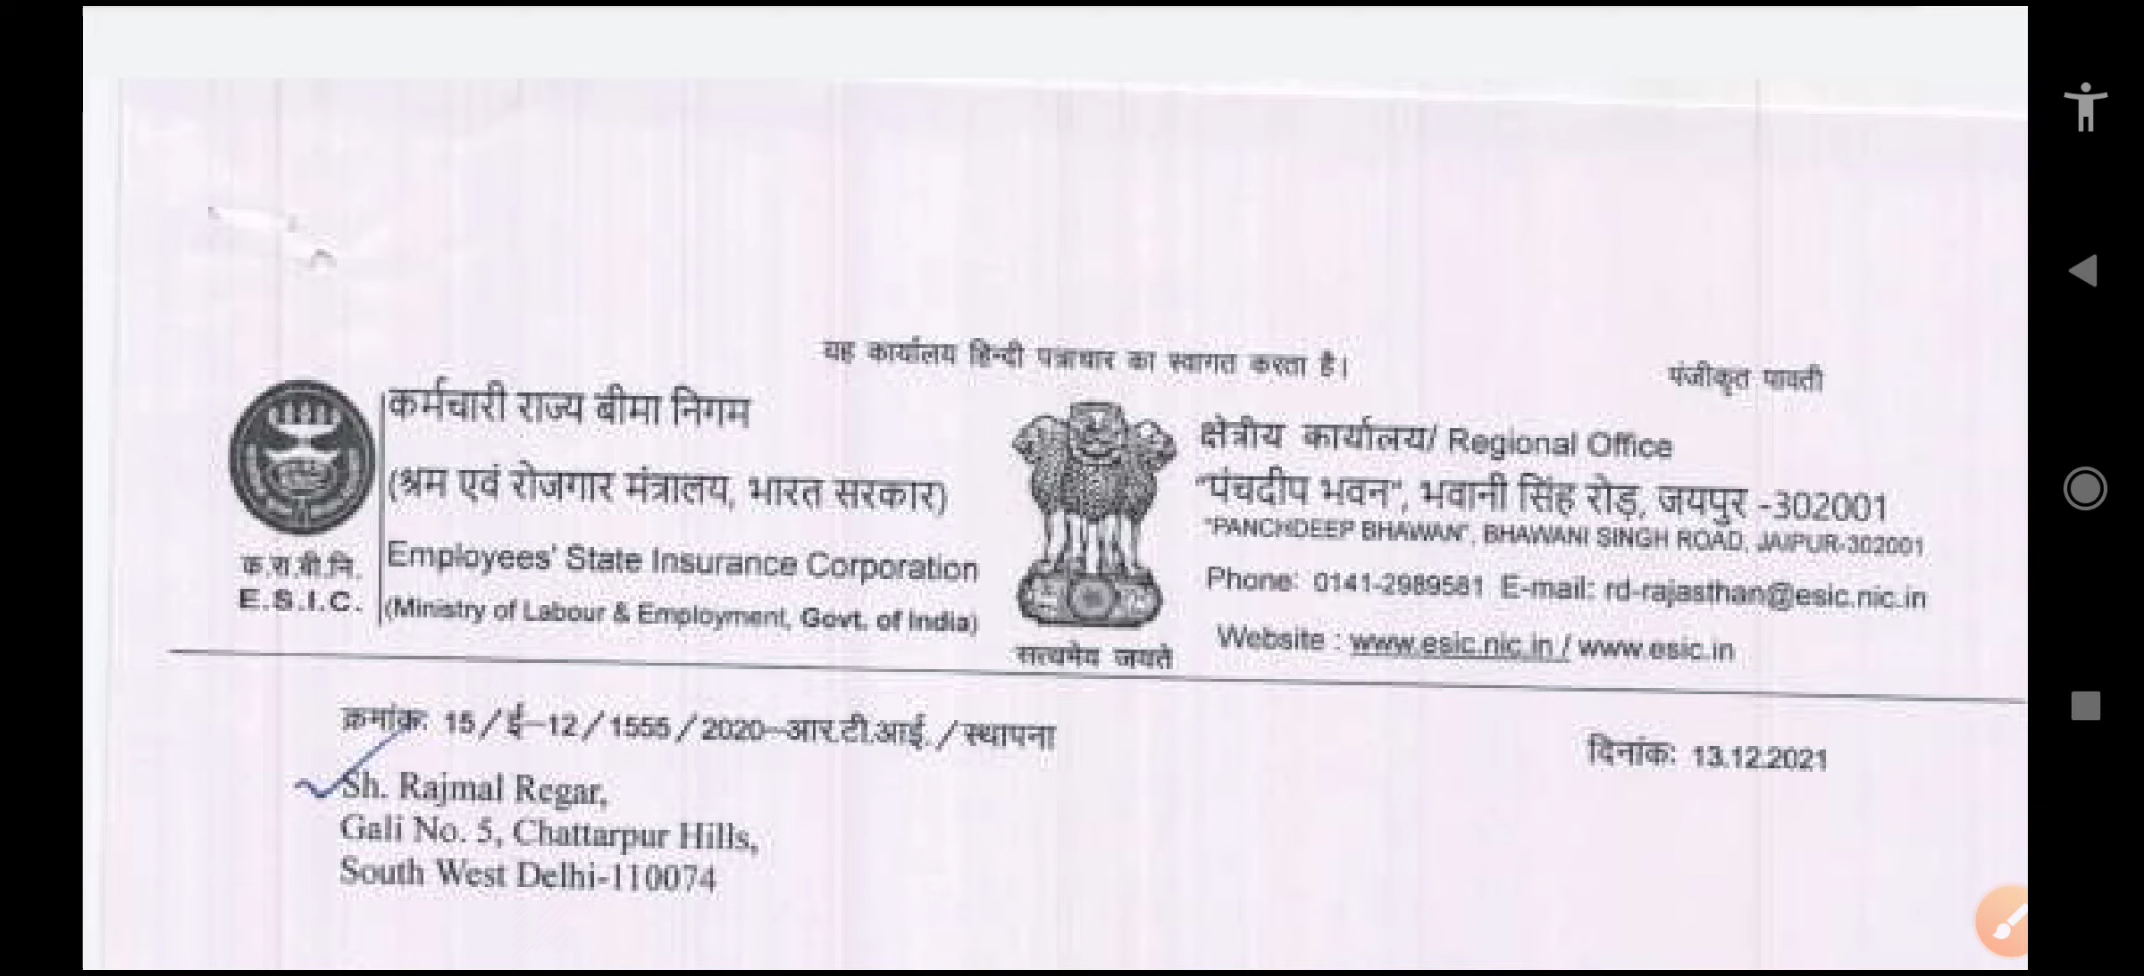 यह कार्यालय हिन्दी पत्राचार का स्वागत करता है।
पंजीकृत पावती
कर्मचारी राज्य बीमा निगम
(श्रम एवं रोजगार मंत्रालय, भारत सरकार)
Employees' State Insurance Corporation
(Ministry of Labour & Employment, Govt. of India)
क.रा.बी.नि.
E.S.I.C.
सत्यमेव जयते
क्षेत्रीय कार्यालय/ Regional Office
"पंचदीप भवन", भवानी सिंह रोड़, जयपुर -302001
"PANCHDEEP BHAWAN", BHAWANI SINGH ROAD, JAIPUR-302001
Phone: 0141-2989581 E-mail: rd-rajasthan@esic.nic.in
Website : www.esic.nic.in / www.esic.in
क्रमांक: 15/ई-12/1555/2020-आर.टी.आई./स्थापना
दिनांक: 13.12.2021
Sh. Rajmal Regar,
Gali No. 5, Chattarpur Hills,
South West Delhi-110074